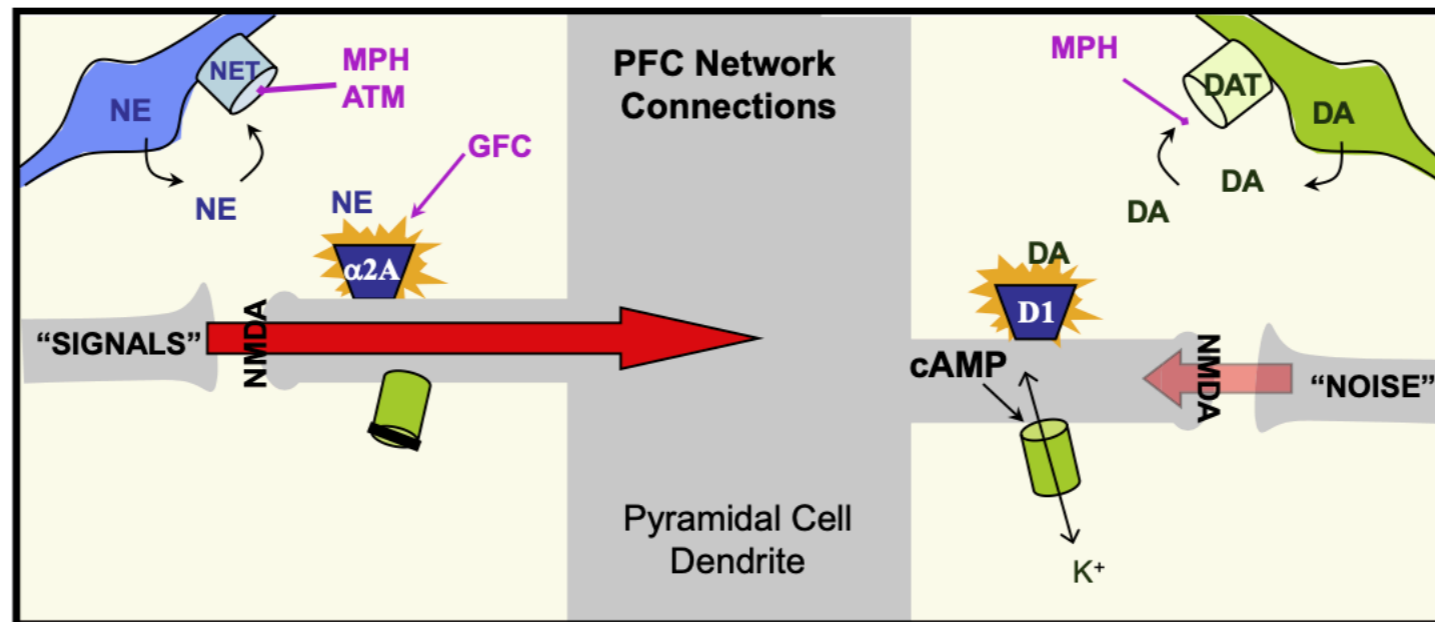 NE
NET
MPH
ATM
NE
GFC
NE
α2A
"SIGNALS"
NMDA
PFC Network
Connections
Pyramidal Cell
Dendrite
MPH
DAT
DA
DA
DA
DA
D1
cAMP
NMDA
"NOISE"
K⁺